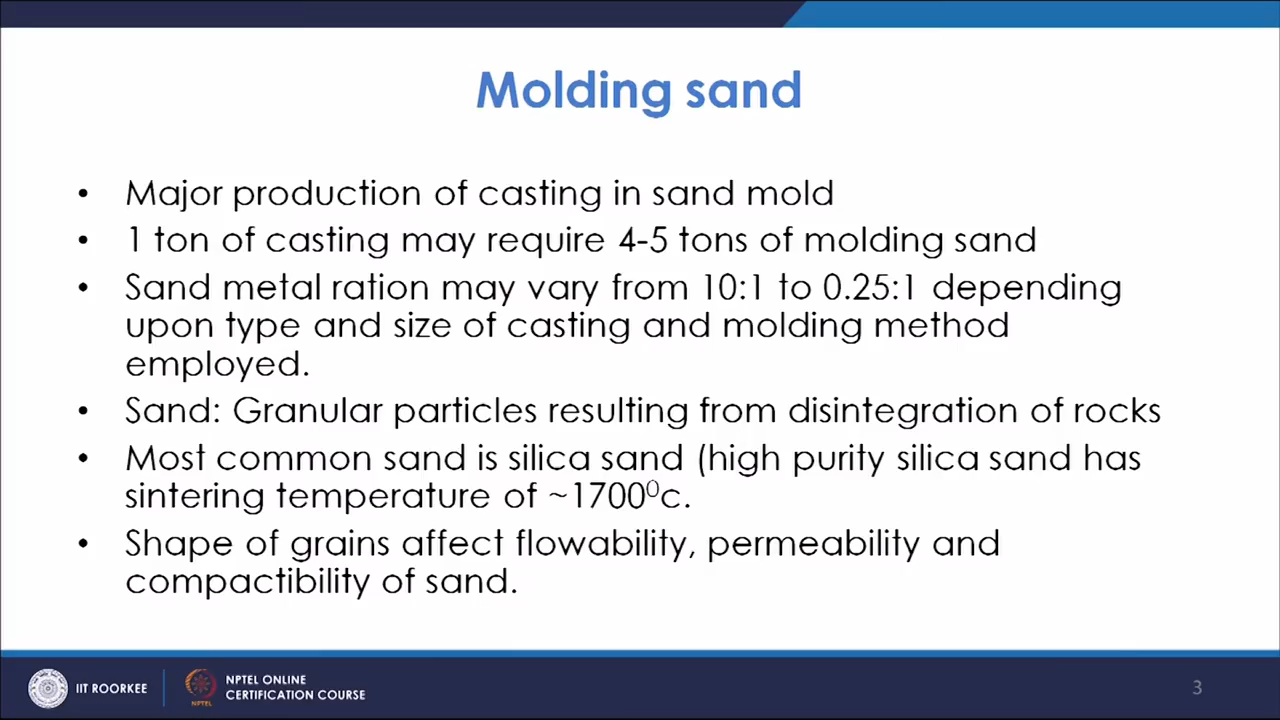 Molding sand
• Major production of casting in sand mold
• 1 ton of casting may require 4-5 tons of molding sand
• Sand metal ration may vary from 10:1 to 0.25:1 depending
upon type and size of casting and molding method
employed.
• Sand: Granular particles resulting from disintegration of rocks
• Most common sand is silica sand (high purity silica sand has
sintering temperature of ~1700⁰c.
• Shape of grains affect flowability, permeability and
compactibility of sand.
IIT ROORKEE
NPTEL
NPTEL ONLINE
CERTIFICATION COURSE
3